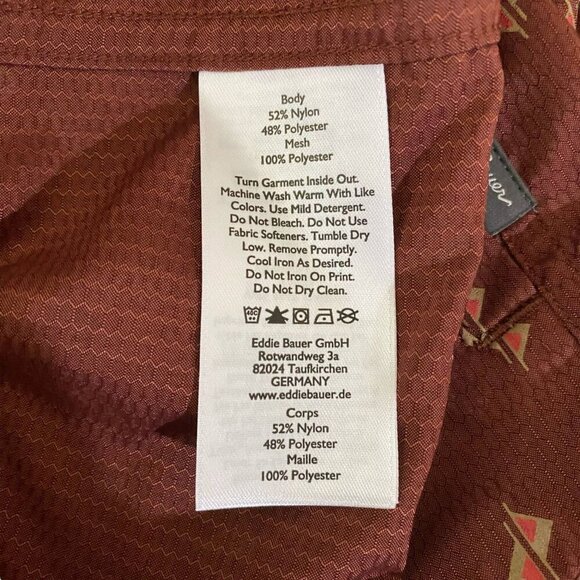 Body
52% Nylon
48% Polyester
Mesh
100% Polyester
Turn Garment Inside Out.
Machine Wash Warm With Like
Colors. Use Mild Detergent.
Do Not Bleach. Do Not Use
Fabric Softeners. Tumble Dry
Low. Remove Promptly.
Cool Iron As Desired.
Do Not Iron On Print.
Do Not Dry Clean.
Eddie Bauer GmbH
Rotwandweg 3a
82024 Taufkirchen
GERMANY
www.eddiebauer.de
Corps
52% Nylon
48% Polyester
Maille
100% Polyester